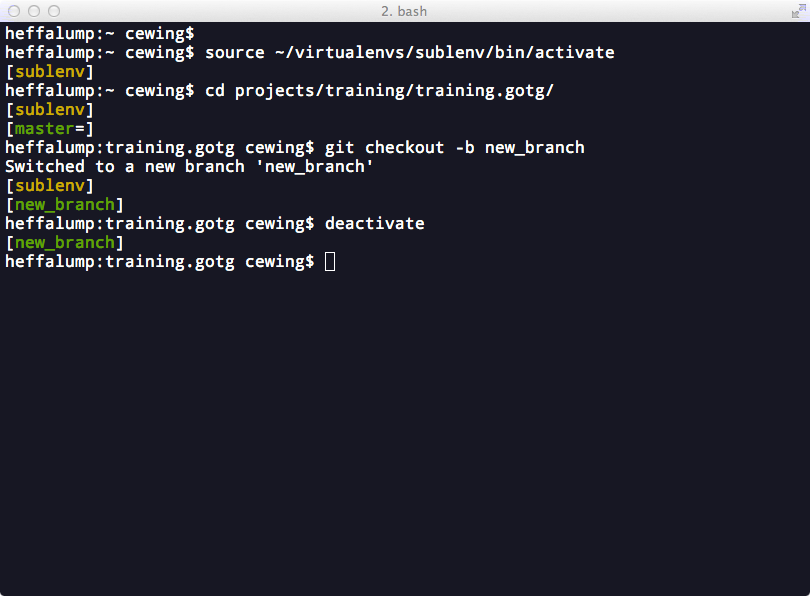 2. bash
heffalump:~ cewing$
heffalump:~ cewing$ source ~/virtualenvs/sublenv/bin/activate
[sublenv]
heffalump:~ cewing$ cd projects/training/training.gotg/
[sublenv]
[master=]
heffalump:training.gotg cewing$ git checkout -b new_branch
Switched to a new branch 'new_branch'
[sublenv]
[new_branch]
heffalump:training.gotg cewing$ deactivate
[new_branch]
heffalump:training.gotg cewing$